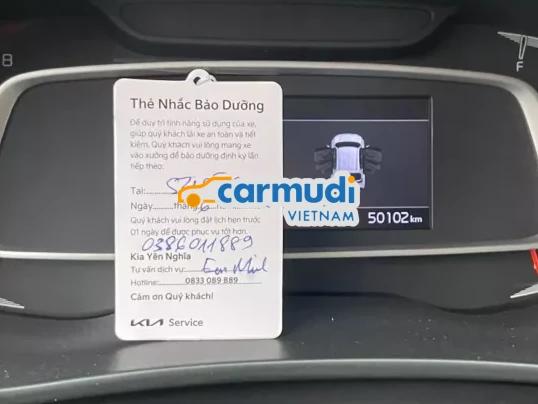 8
F
Thẻ Nhắc Bảo Dưỡng
Để duy trì tính năng sử dụng của xe,
giúp quý khách lái xe an toàn và tiết
kiệm, Quý khách vui lòng mang xe
vào xưởng để bảo dưỡng định kỳ lần
tiếp theo:
Tại:
Ngày tháng 6
Quý khách vui lòng đặt lịch hẹn trước
01 ngày để được phục vụ tốt hơn.
0386011889
Kia Yên Nghĩa
Tư vấn dịch vụ:
Hotline: 0833 089 889
Cảm ơn Quý khách!
KIA Service
carmudi
VIETNAM
50102 km